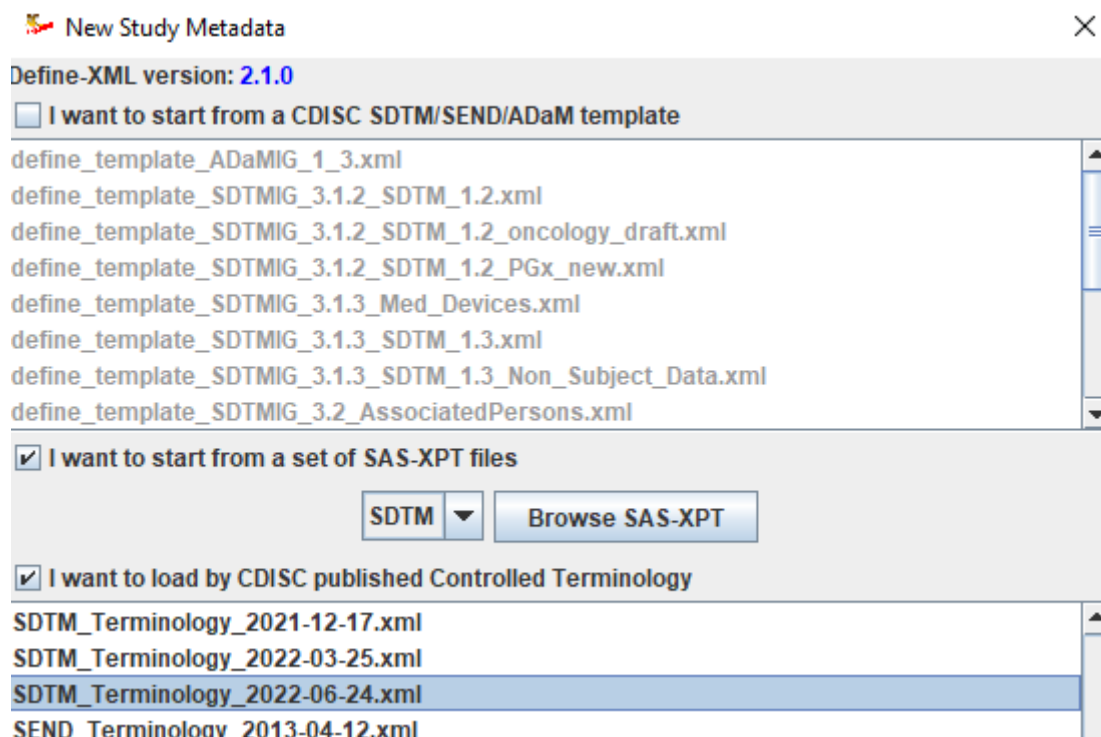 New Study Metadata
Define-XML version: 2.1.0
I want to start from a CDISC SDTM/SEND/ADaM template
define_template_ADaMIG_1_3.xml
define_template_SDTMIG_3.1.2_SDTM_1.2.xml
define_template_SDTMIG_3.1.2_SDTM_1.2_oncology_draft.xml
define_template_SDTMIG_3.1.2_SDTM_1.2_PGx_new.xml
define_template_SDTMIG_3.1.3_Med_Devices.xml
define_template_SDTMIG_3.1.3_SDTM_1.3.xml
define_template_SDTMIG_3.1.3_SDTM_1.3_Non_Subject_Data.xml
define_template_SDTMIG_3.2_AssociatedPersons.xml
I want to start from a set of SAS-XPT files
SDTM Browse SAS-XPT
I want to load by CDISC published Controlled Terminology
SDTM_Terminology_2021-12-17.xml
SDTM_Terminology_2022-03-25.xml
SDTM_Terminology_2022-06-24.xml
SEND_Terminology_2013-04-12.xml